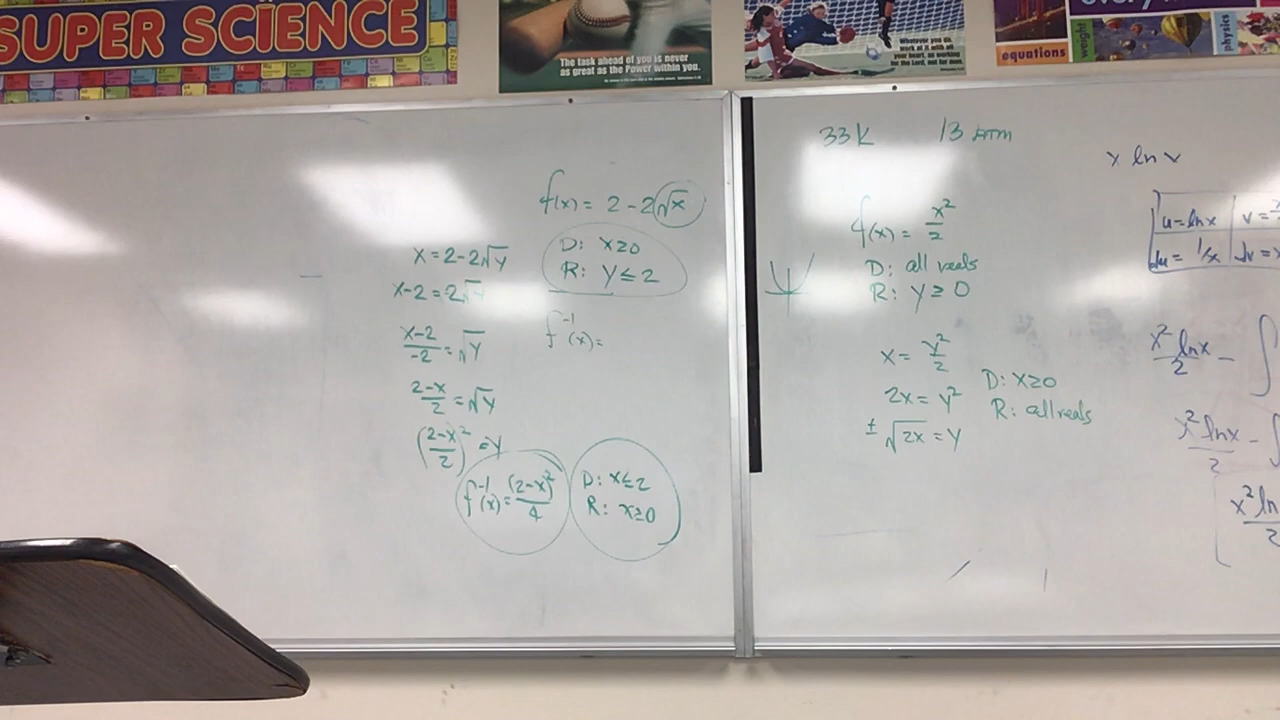 SUPER SCIENCE
The task ahead of you is never
as great as the Power within you.
Whatever you do,
work at it with all
your heart, as working
for the Lord, not for men.
equations
weight
physics
f(x) = 2 - 2√x
D: x ≥ 0
R: y ≤ 2
f⁻¹(x) =
x = 2 - 2√y
x - 2 = -2√y
(x-2)/-2 = √y
(2-x)/2 = √y
((2-x)/2)² = y
f⁻¹(x) = (2-x)²/4
D: x ≤ 2
R: x ≥ 0
33K 13 ATM
f(x) = x²/2
D: all reals
R: y ≥ 0
x = y²/2
2x = y²
±√2x = y
D: x ≥ 0
R: all reals
x ln x
u = ln x v =
du = 1/x dv = x
x²/2 ln x - ∫
x² ln x/2 - ∫
x² ln/2